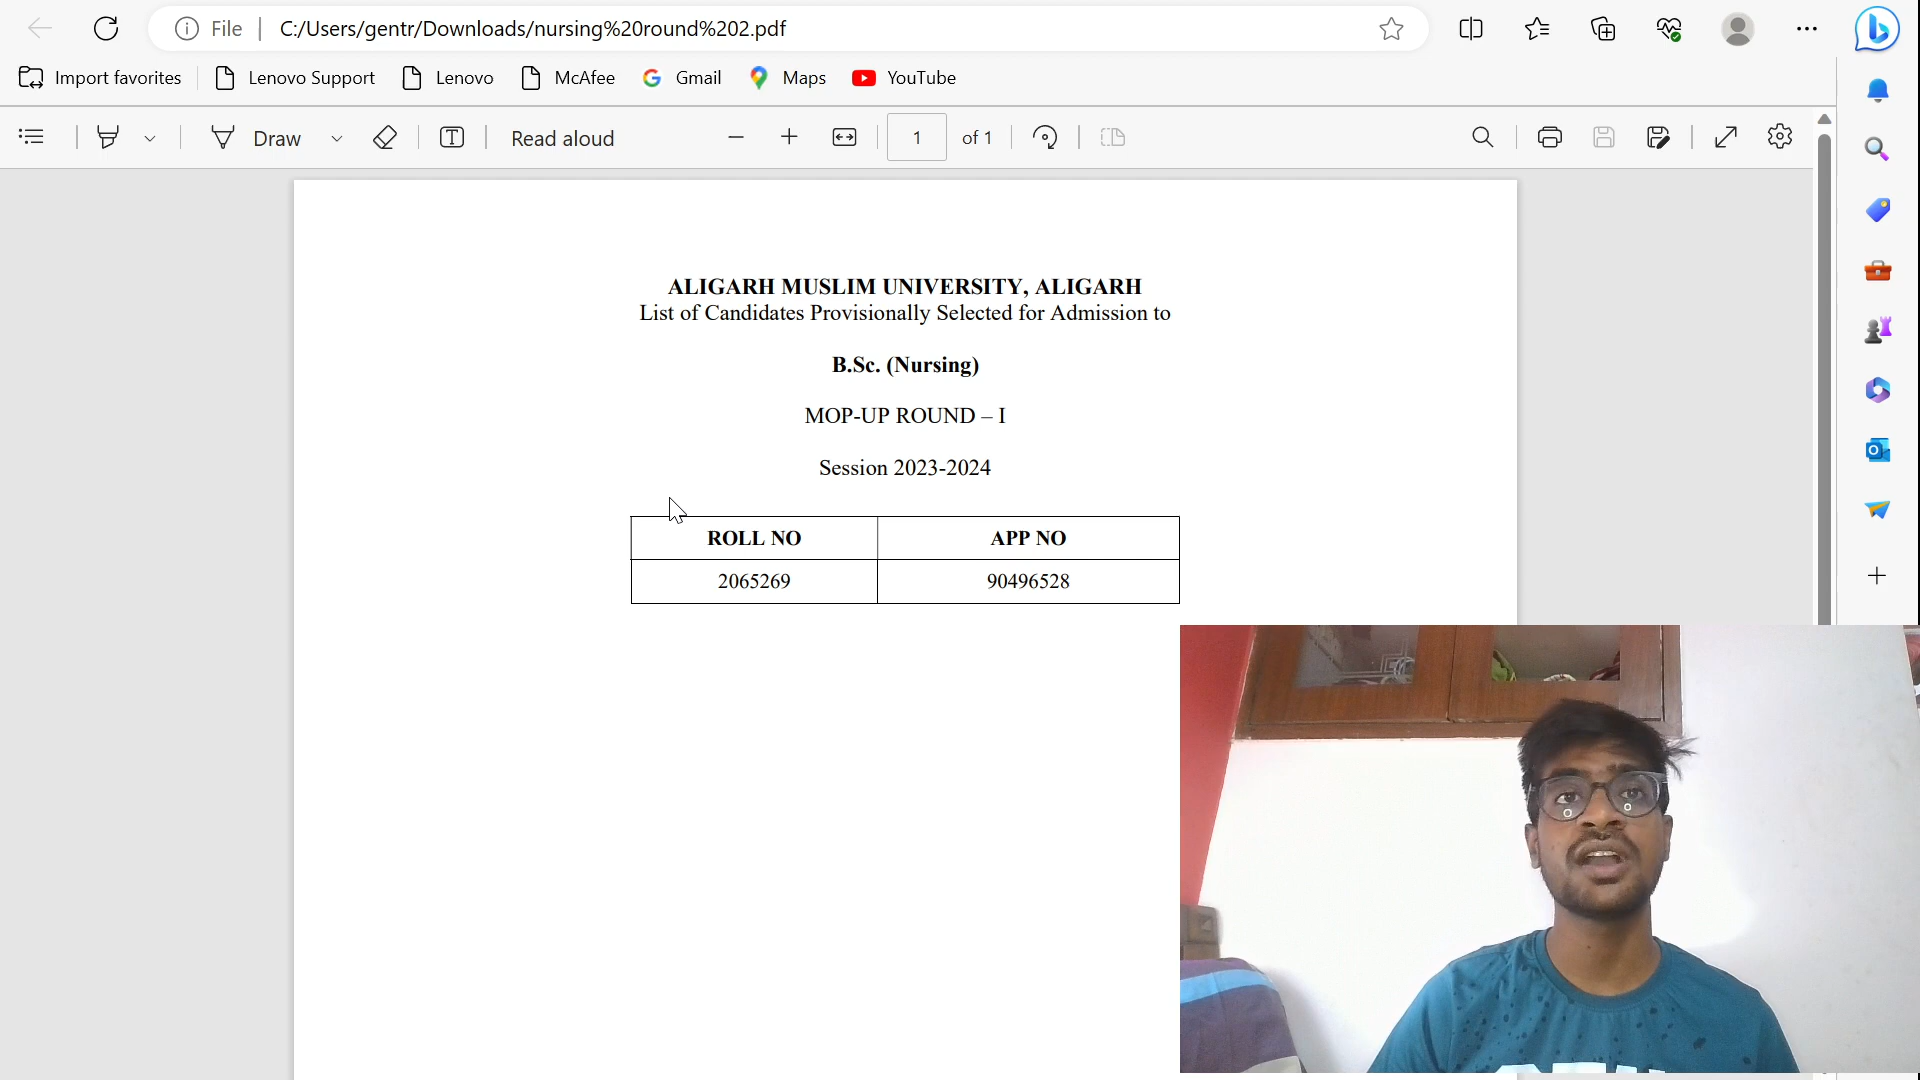 File
C:/Users/gentr/Downloads/nursing%20round%202.pdf
Import favorites
Lenovo Support
Lenovo
McAfee
Gmail
Maps
YouTube
Draw
T
Read aloud
1
of 1
ALIGARH MUSLIM UNIVERSITY, ALIGARH
List of Candidates Provisionally Selected for Admission to
B.Sc. (Nursing)
MOP-UP ROUND – I
Session 2023-2024
ROLL NO APP NO
2065269 90496528